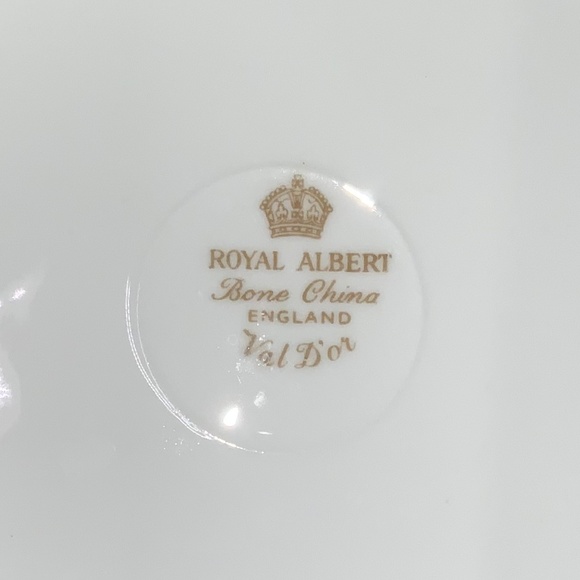 ROYAL ALBERT
Bone China
ENGLAND
Val D'or